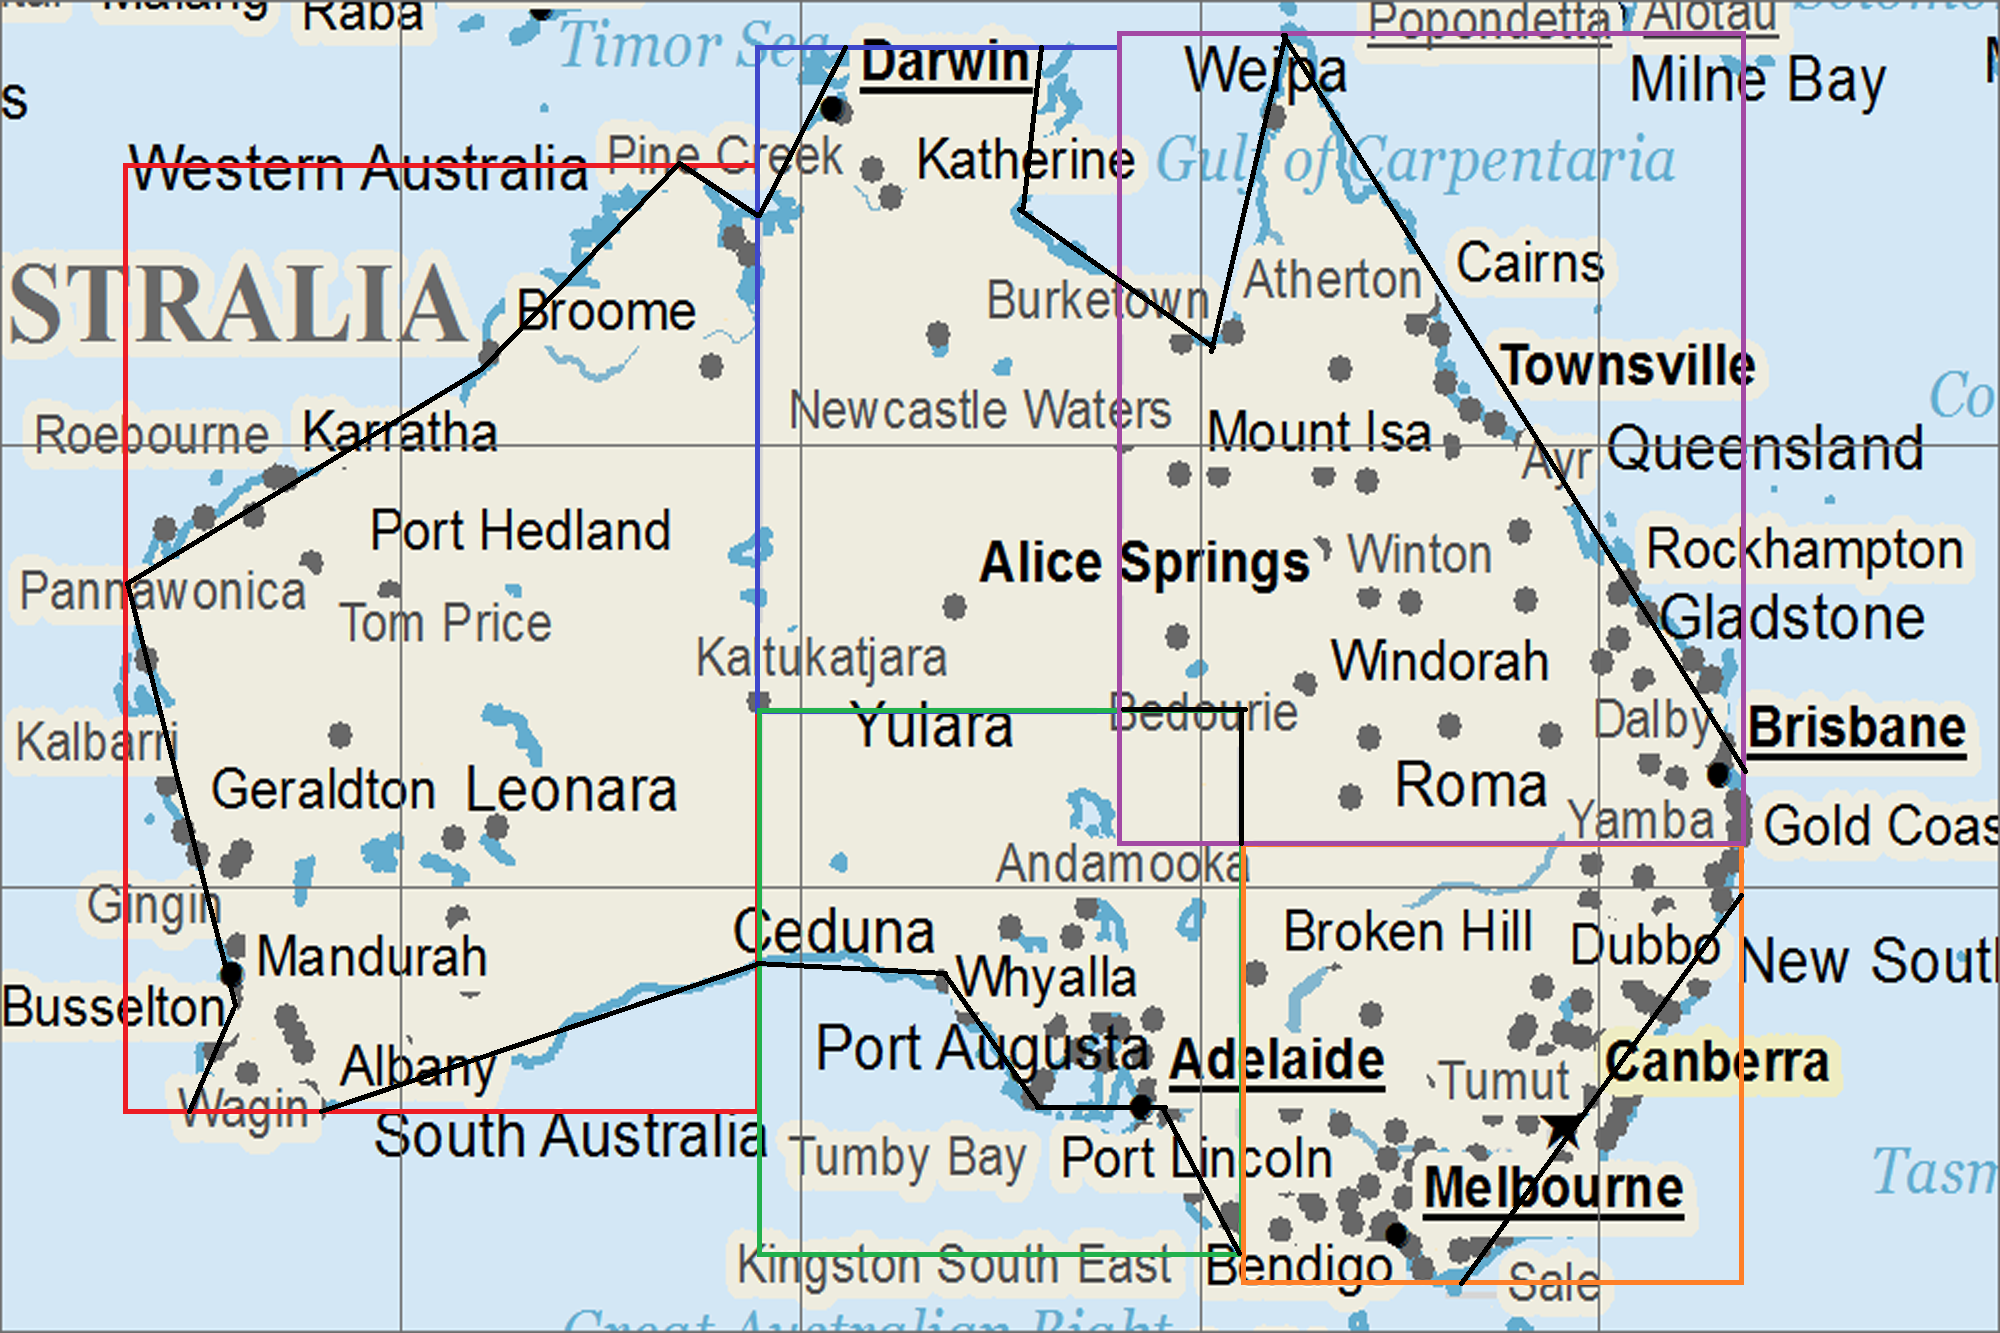 Raba
Timor Sea
Darwin
Weipa
Popondetta
Alotau
Milne Bay
s
Western Australia
Pine Creek
Katherine
Gulf of Carpentaria
STRALIA
Broome
Burketown
Atherton
Cairns
Townsville
Co
Roebourne
Karratha
Newcastle Waters
Mount Isa
Ayr
Queensland
Port Hedland
Alice Springs
Winton
Rockhampton
Pannawonica
Tom Price
Gladstone
Kaltukatjara
Windorah
Kalbarri
Yulara
Bedourie
Dalby
Brisbane
Geraldton
Leonara
Roma
Yamba
Gold Coas
Andamooka
Gingin
Mandurah
Ceduna
Whyalla
Broken Hill
Dubbo
New Sout
Busselton
Port Augusta
Adelaide
Albany
Tumut
Canberra
Wagin
South Australia
Tumby Bay
Port Lincoln
Melbourne
Tasm
Kingston South East
Bendigo
Sale
Great Australian Bight